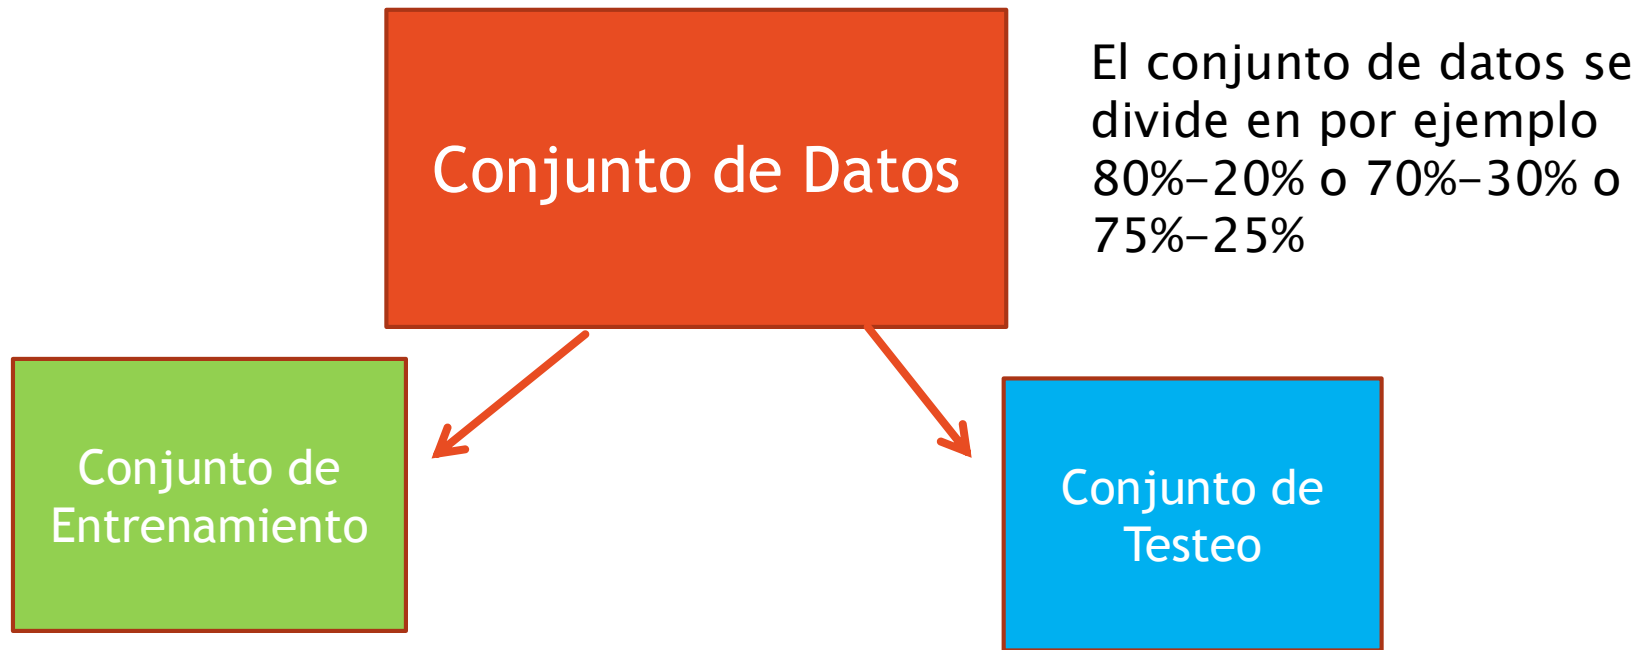 Conjunto de Datos
El conjunto de datos se
divide en por ejemplo
80%-20% o 70%-30% o
75%-25%
Conjunto de
Entrenamiento
Conjunto de
Testeo